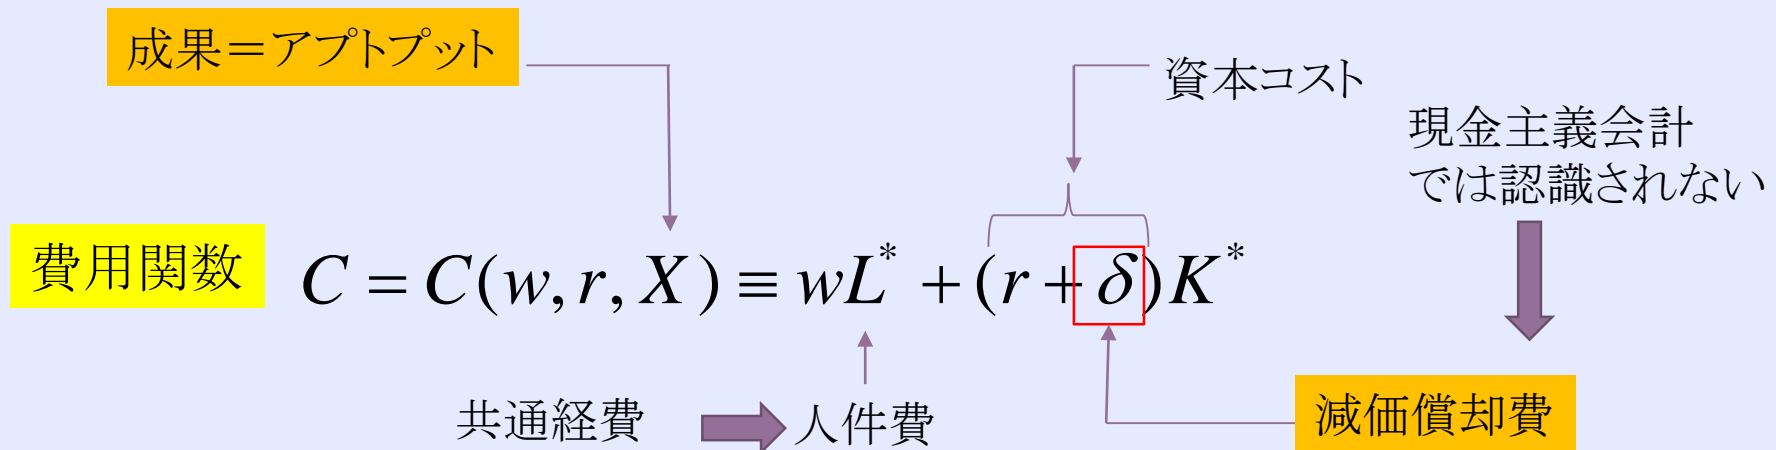 成果＝アプトプット
資本コスト
現金主義会計
では認識されない
費用関数
C = C(w, r, X) ≡ wL* + (r + δ)K*
共通経費
人件費
減価償却費